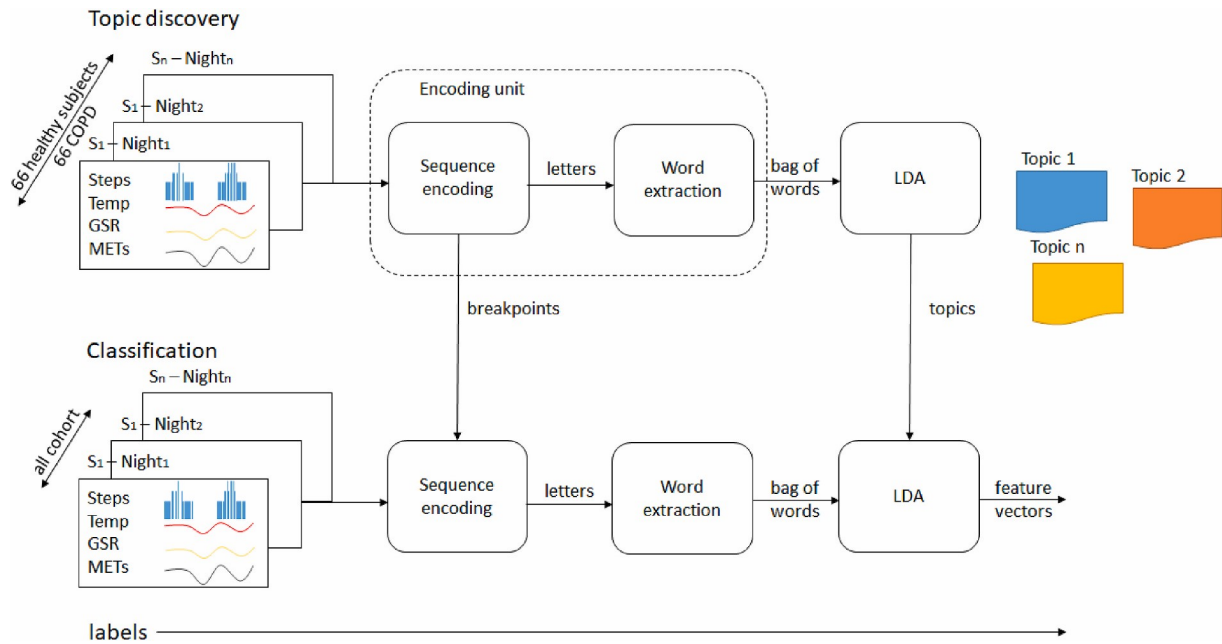 Topic discovery
Sn – Nightn
S1 – Night2
S1 – Night1
66 healthy subjects
66 COPD
Steps
Temp
GSR
METs
Encoding unit
Sequence
encoding
letters
Word
extraction
bag of
words
LDA
Topic 1
Topic 2
Topic n
breakpoints
topics
Classification
Sn – Nightn
S1 – Night2
S1 – Night1
all cohort
Steps
Temp
GSR
METs
Sequence
encoding
letters
Word
extraction
bag of
words
LDA
feature
vectors
labels